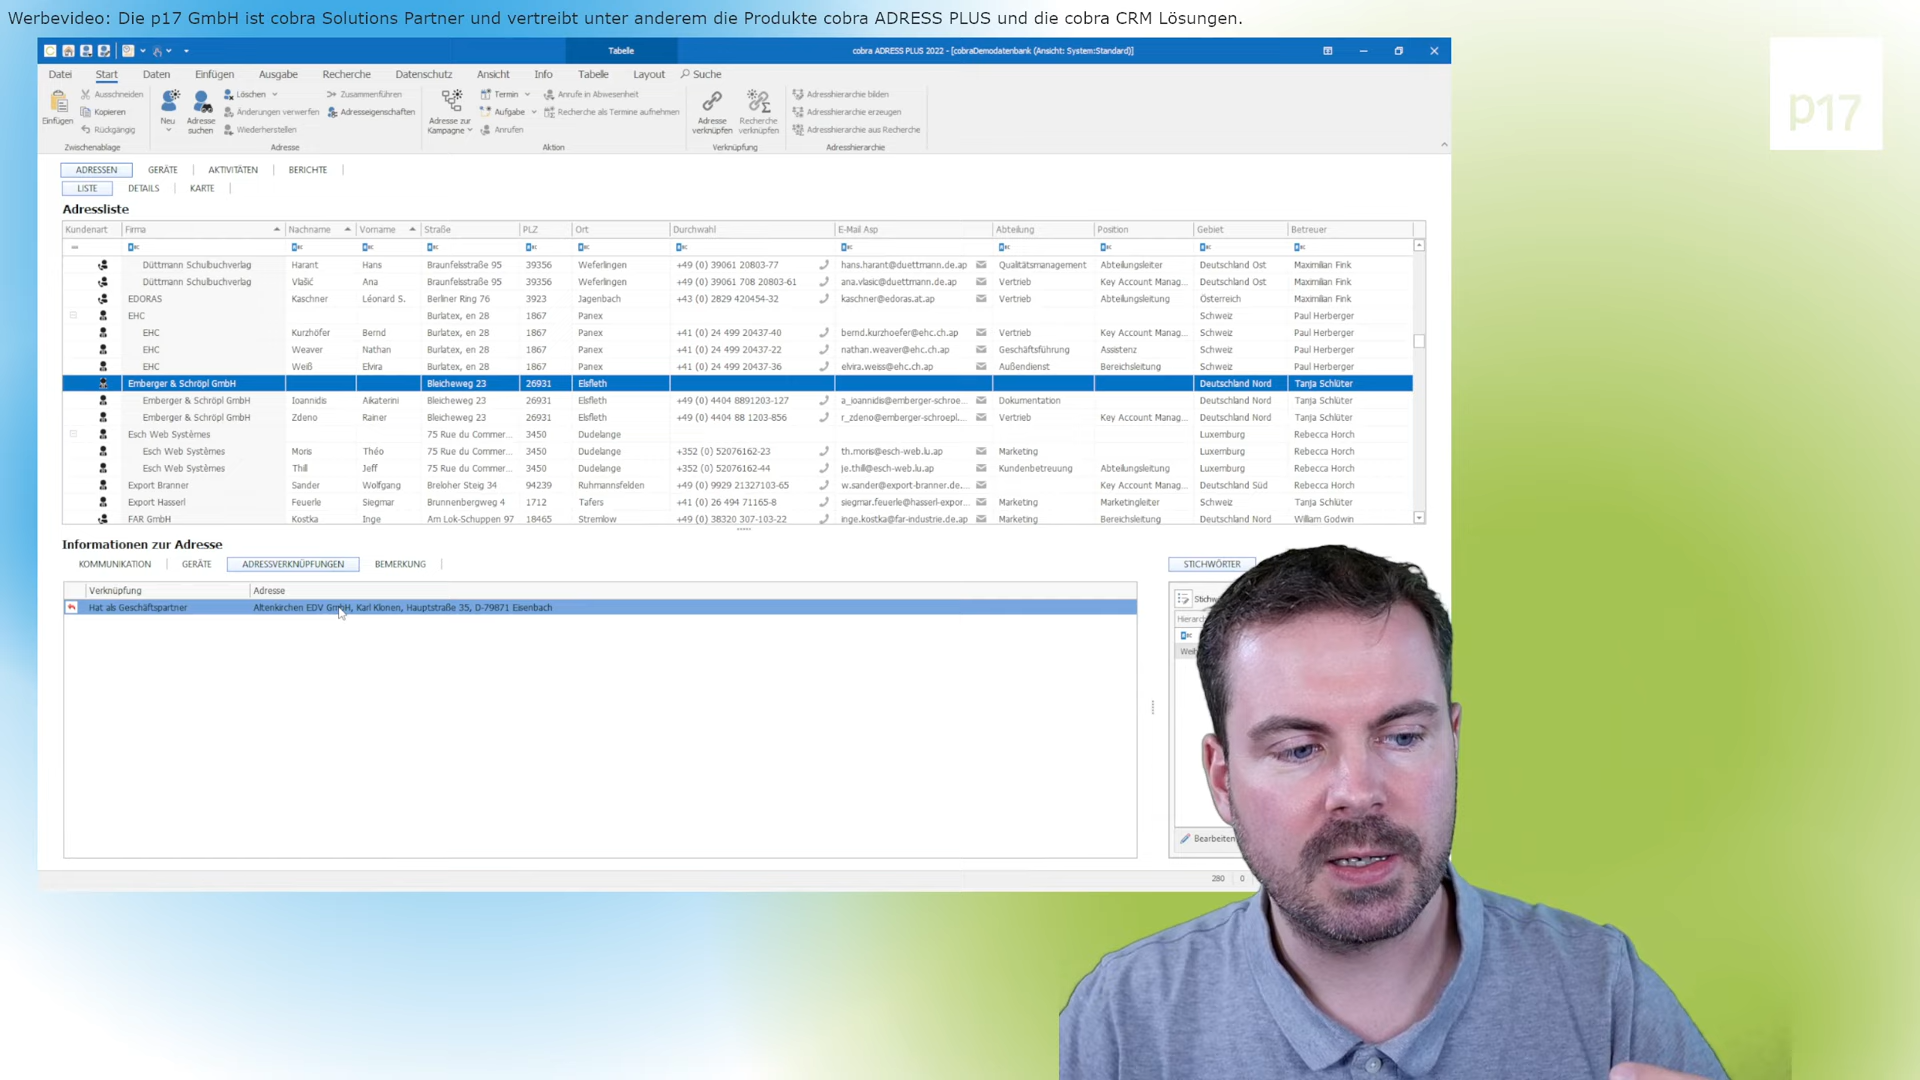 Werbevideo: Die p17 GmbH ist cobra Solutions Partner und vertreibt unter anderem die Produkte cobra ADRESS PLUS und die cobra CRM Lösungen.
p17
Tabelle
cobra ADRESS PLUS 2022 - [cobraDemodatenbank (Ansicht: System:Standard)]
Datei Start Daten Einfügen Ausgabe Recherche Datenschutz Ansicht Info Tabelle Layout Suche
Einfügen
Ausschneiden
Kopieren
Rückgängig
Zwischenablage
Neu
Adresse suchen
Löschen
Änderungen verwerfen
Wiederherstellen
Zusammenführen
Adresseigenschaften
Adresse
Adresse zur Kampagne
Termin
Aufgabe
Anrufen
Anrufe in Abwesenheit
Recherche als Termine aufnehmen
Aktion
Adresse verknüpfen
Recherche verknüpfen
Verknüpfung
Adresshierarchie bilden
Adresshierarchie erzeugen
Adresshierarchie aus Recherche
Adresshierarchie
ADRESSEN GERÄTE AKTIVITÄTEN BERICHTE
LISTE DETAILS KARTE
Adressliste
Kundenart Firma Nachname Vorname Straße PLZ Ort Durchwahl E-Mail Asp Abteilung Position Gebiet Betreuer
Düttmann Schulbuchverlag Harant Hans Braunfelsstraße 95 39356 Weferlingen +49 (0) 39061 20803-77 hans.harant@duettmann.de.ap Qualitätsmanagement Abteilungsleiter Deutschland Ost Maximilian Fink
Düttmann Schulbuchverlag Vlašić Ana Braunfelsstraße 95 39356 Weferlingen +49 (0) 39061 708 20803-61 ana.vlasic@duettmann.de.ap Vertrieb Key Account Manag... Deutschland Ost Maximilian Fink
EDORAS Kaschner Léonard S. Berliner Ring 76 3923 Jagenbach +43 (0) 2829 420454-32 kaschner@edoras.at.ap Vertrieb Abteilungsleitung Österreich Maximilian Fink
EHC Burlatex, en 28 1867 Panex Schweiz Paul Herberger
EHC Kurzhöfer Bernd Burlatex, en 28 1867 Panex +41 (0) 24 499 20437-40 bernd.kurzhoefer@ehc.ch.ap Vertrieb Key Account Manag... Schweiz Paul Herberger
EHC Weaver Nathan Burlatex, en 28 1867 Panex +41 (0) 24 499 20437-22 nathan.weaver@ehc.ch.ap Geschäftsführung Assistenz Schweiz Paul Herberger
EHC Weiß Elvira Burlatex, en 28 1867 Panex +41 (0) 24 499 20437-36 elvira.weiss@ehc.ch.ap Außendienst Bereichsleitung Schweiz Paul Herberger
Emberger & Schröpl GmbH Bleicheweg 23 26931 Elsfleth Deutschland Nord Tanja Schlüter
Emberger & Schröpl GmbH Ioannidis Aikaterini Bleicheweg 23 26931 Elsfleth +49 (0) 4404 8891203-127 a_ioannidis@emberger-schroe... Dokumentation Deutschland Nord Tanja Schlüter
Emberger & Schröpl GmbH Zdeno Rainer Bleicheweg 23 26931 Elsfleth +49 (0) 4404 88 1203-856 r_zdeno@emberger-schroepl... Vertrieb Key Account Manag... Deutschland Nord Tanja Schlüter
Esch Web Systèmes 75 Rue du Commer... 3450 Dudelange Luxemburg Rebecca Horch
Esch Web Systèmes Moris Théo 75 Rue du Commer... 3450 Dudelange +352 (0) 52076162-23 th.moris@esch-web.lu.ap Marketing Luxemburg Rebecca Horch
Esch Web Systèmes Thill Jeff 75 Rue du Commer... 3450 Dudelange +352 (0) 52076162-44 je.thill@esch-web.lu.ap Kundenbetreuung Abteilungsleitung Luxemburg Rebecca Horch
Export Branner Sander Wolfgang Breloher Steig 34 94239 Ruhmannsfelden +49 (0) 9929 21327103-65 w.sander@export-branner.de... Key Account Manag... Deutschland Süd Rebecca Horch
Export Hasserl Feuerle Siegmar Brunnenbergweg 4 1712 Tafers +41 (0) 26 494 71165-8 siegmar.feuerle@hasserl-expor... Marketing Marketingleiter Schweiz Tanja Schlüter
FAR GmbH Kostka Inge Am Lok-Schuppen 97 18465 Stremlow +49 (0) 38320 307-103-22 inge.kostka@far-industrie.de.ap Marketing Bereichsleitung Deutschland Nord William Godwin
Informationen zur Adresse
KOMMUNIKATION GERÄTE ADRESSVERKNÜPFUNGEN BEMERKUNG STICHWÖRTER
Verknüpfung Adresse
Hat als Geschäftspartner Altenkirchen EDV GmbH, Karl Klonen, Hauptstraße 35, D-79871 Eisenbach
Bearbeiten
280 0